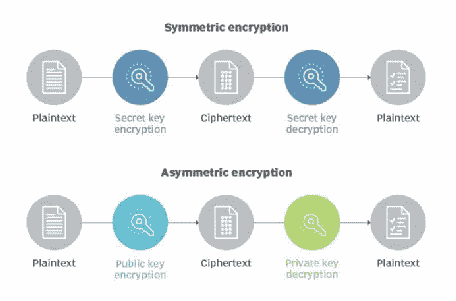 Symmetric encryption
Plaintext
Secret key
encryption
Ciphertext
Secret key
decryption
Plaintext
Asymmetric encryption
Plaintext
Public key
encryption
Ciphertext
Private key
decryption
Plaintext